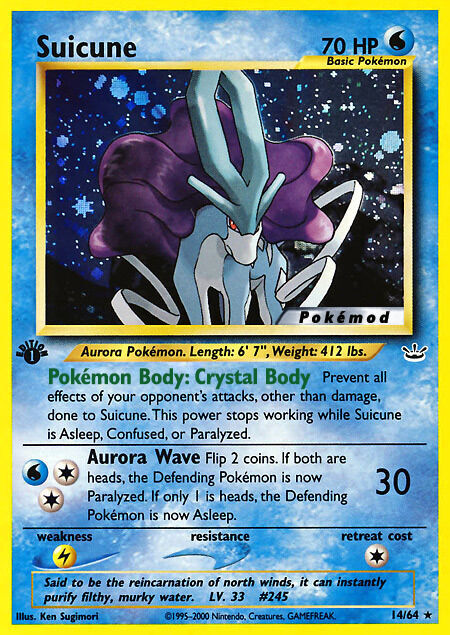 Suicune 70 HP
Basic Pokémon
Pokémod
EDITION
1
Aurora Pokémon. Length: 6' 7", Weight: 412 lbs.
Pokémon Body: Crystal Body Prevent all
effects of your opponent's attacks, other than damage,
done to Suicune. This power stops working while Suicune
is Asleep, Confused, or Paralyzed.
Aurora Wave Flip 2 coins. If both are
heads, the Defending Pokémon is now
Paralyzed. If only 1 is heads, the Defending
Pokémon is now Asleep.
30
weakness resistance retreat cost
Said to be the reincarnation of north winds, it can instantly
purify filthy, murky water. LV. 33 #245
Illus. Ken Sugimori ©1995-2000 Nintendo, Creatures, GAMEFREAK. 14/64 ★